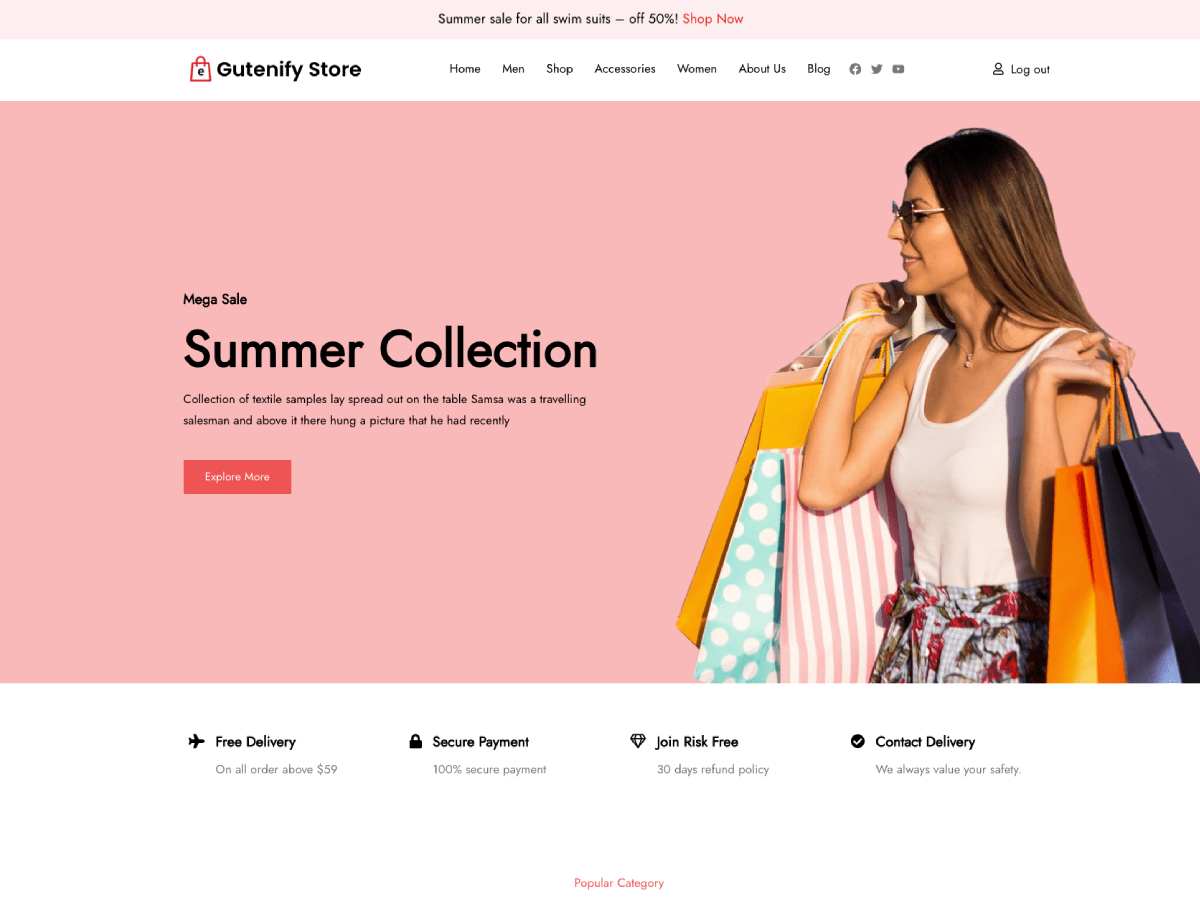 Summer sale for all swim suits – off 50%! Shop Now
e Gutenify Store
Home Men Shop Accessories Women About Us Blog
Log out
Mega Sale
Summer Collection
Collection of textile samples lay spread out on the table Samsa was a travelling
salesman and above it there hung a picture that he had recently
Explore More
Free Delivery
On all order above $59
Secure Payment
100% secure payment
Join Risk Free
30 days refund policy
Contact Delivery
We always value your safety.
Popular Category